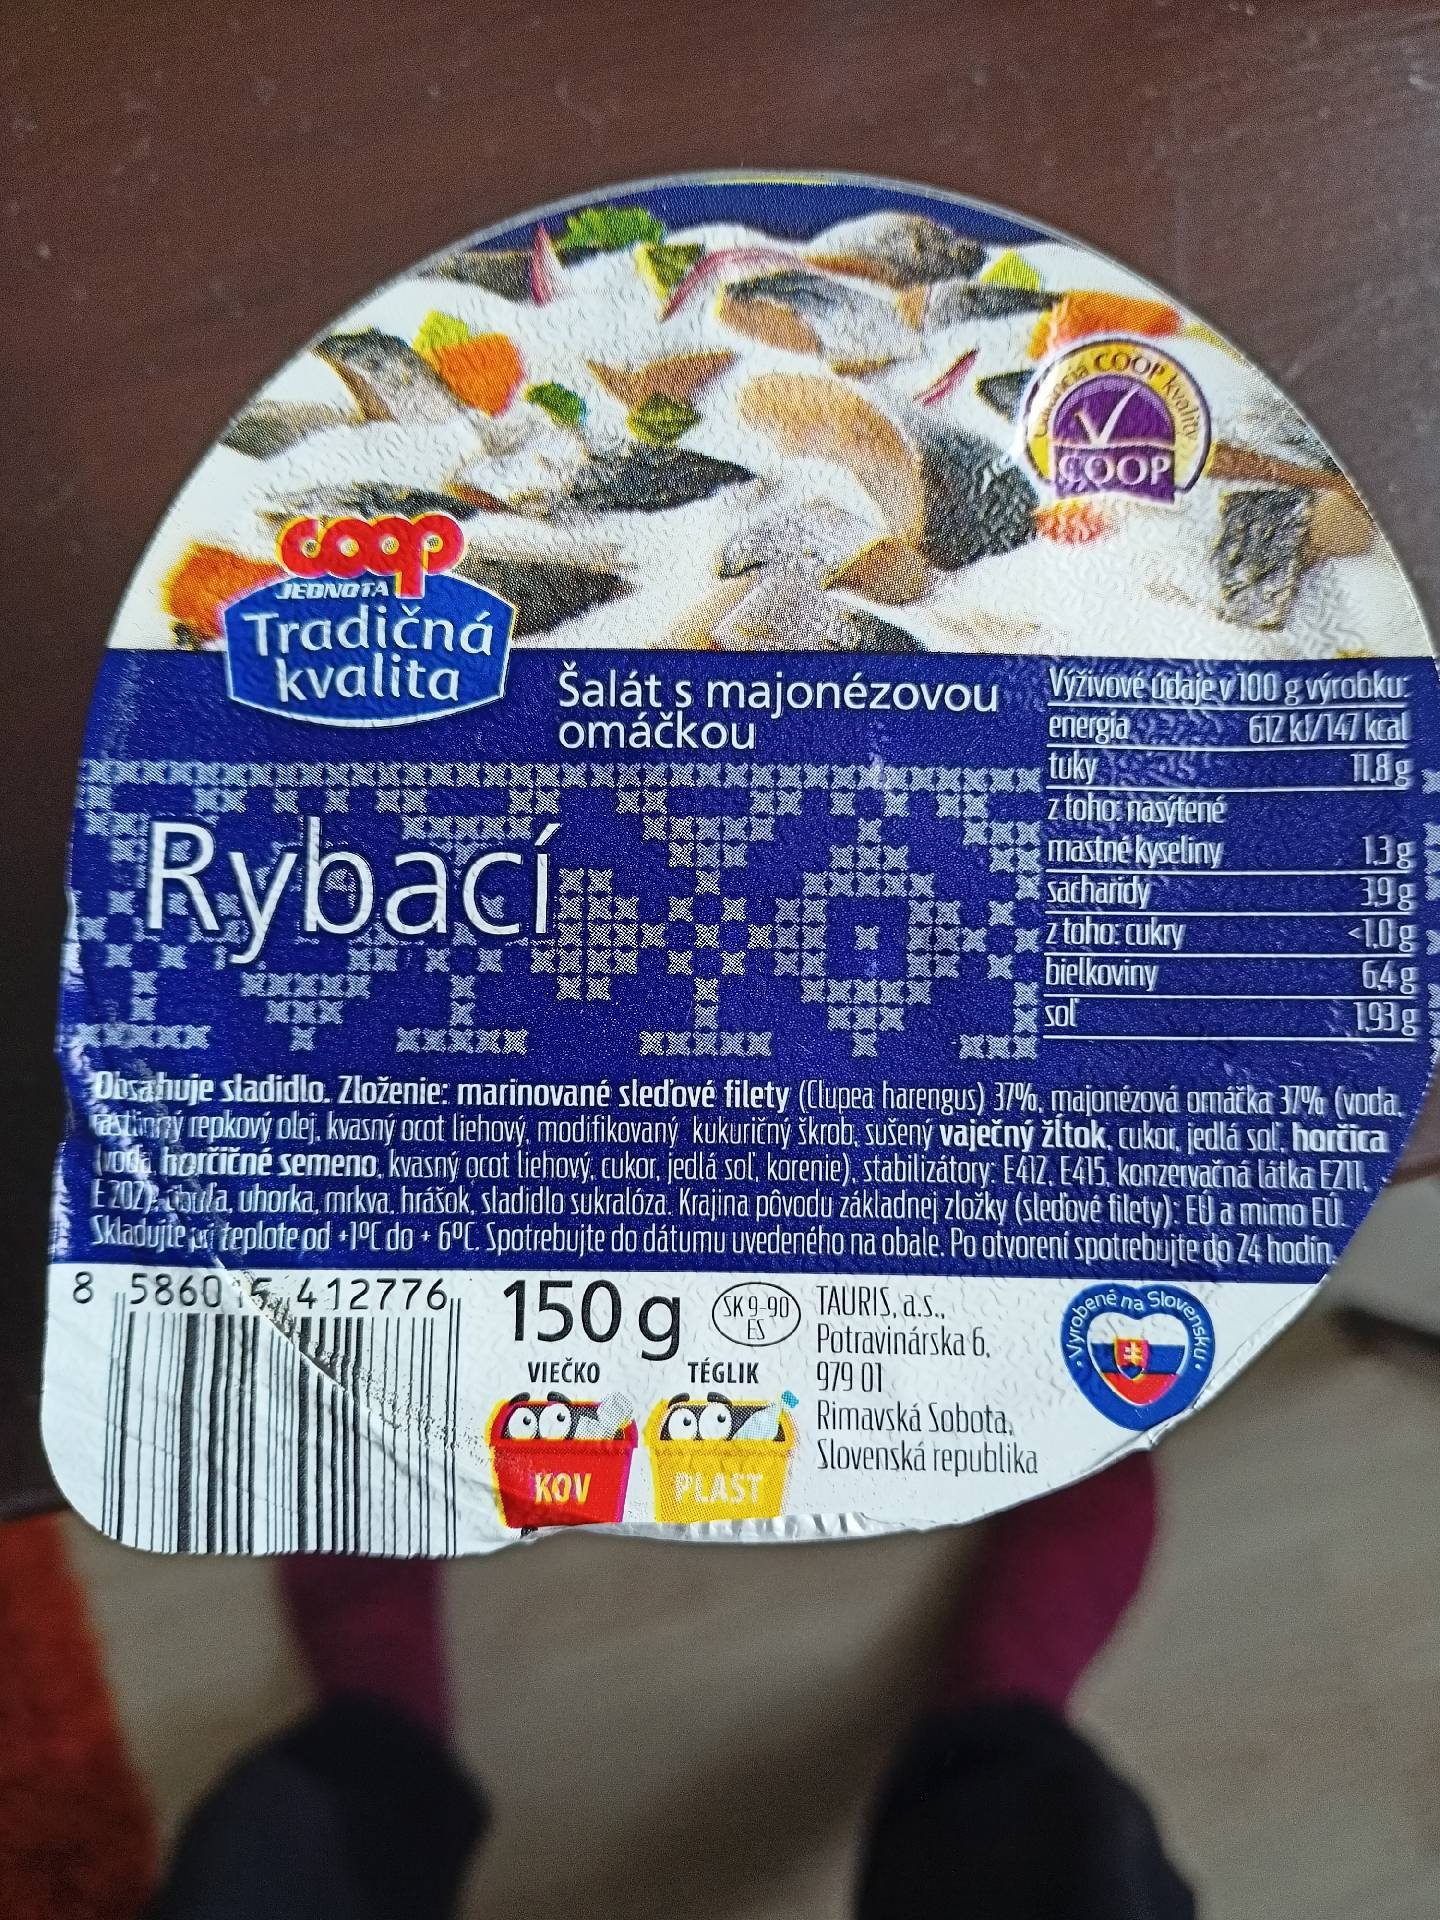 Garancia COOP kvality
COOP
coop
JEDNOTA
Tradičná
kvalita
Šalát s majonézovou
omáčkou
Rybací
Výživové údaje v 100 g výrobku:
energia 612 kJ/147 kcal
tuky 11,8 g
z toho: nasýtené
mastné kyseliny 1,3 g
sacharidy 3,9 g
z toho: cukry <1,0 g
bielkoviny 6,4 g
soľ 1,93 g
Obsahuje sladidlo. Zloženie: marinované sleďové filety (Clupea harengus) 37%, majonézová omáčka 37% (voda,
rastlinný repkový olej, kvasný ocot liehový, modifikovaný kukuričný škrob, sušený vaječný žĺtok, cukor, jedlá soľ, horčica
(voda, horčičné semeno, kvasný ocot liehový, cukor, jedlá soľ, korenie), stabilizátory: E412, E415, konzervačná látka E211,
E 202), cibuľa, uhorka, mrkva, hrášok, sladidlo sukralóza. Krajina pôvodu základnej zložky (sleďové filety): EÚ a mimo EÚ.
Skladujte pri teplote od +1°C do + 6°C. Spotrebujte do dátumu uvedeného na obale. Po otvorení spotrebujte do 24 hodín.
8 586015 412776
150 g
SK 9-90
ES
VIEČKO
KOV
TÉGLIK
PLAST
TAURIS, a.s.,
Potravinárska 6,
979 01
Rimavská Sobota,
Slovenská republika
• Vyrobené na Slovensku •